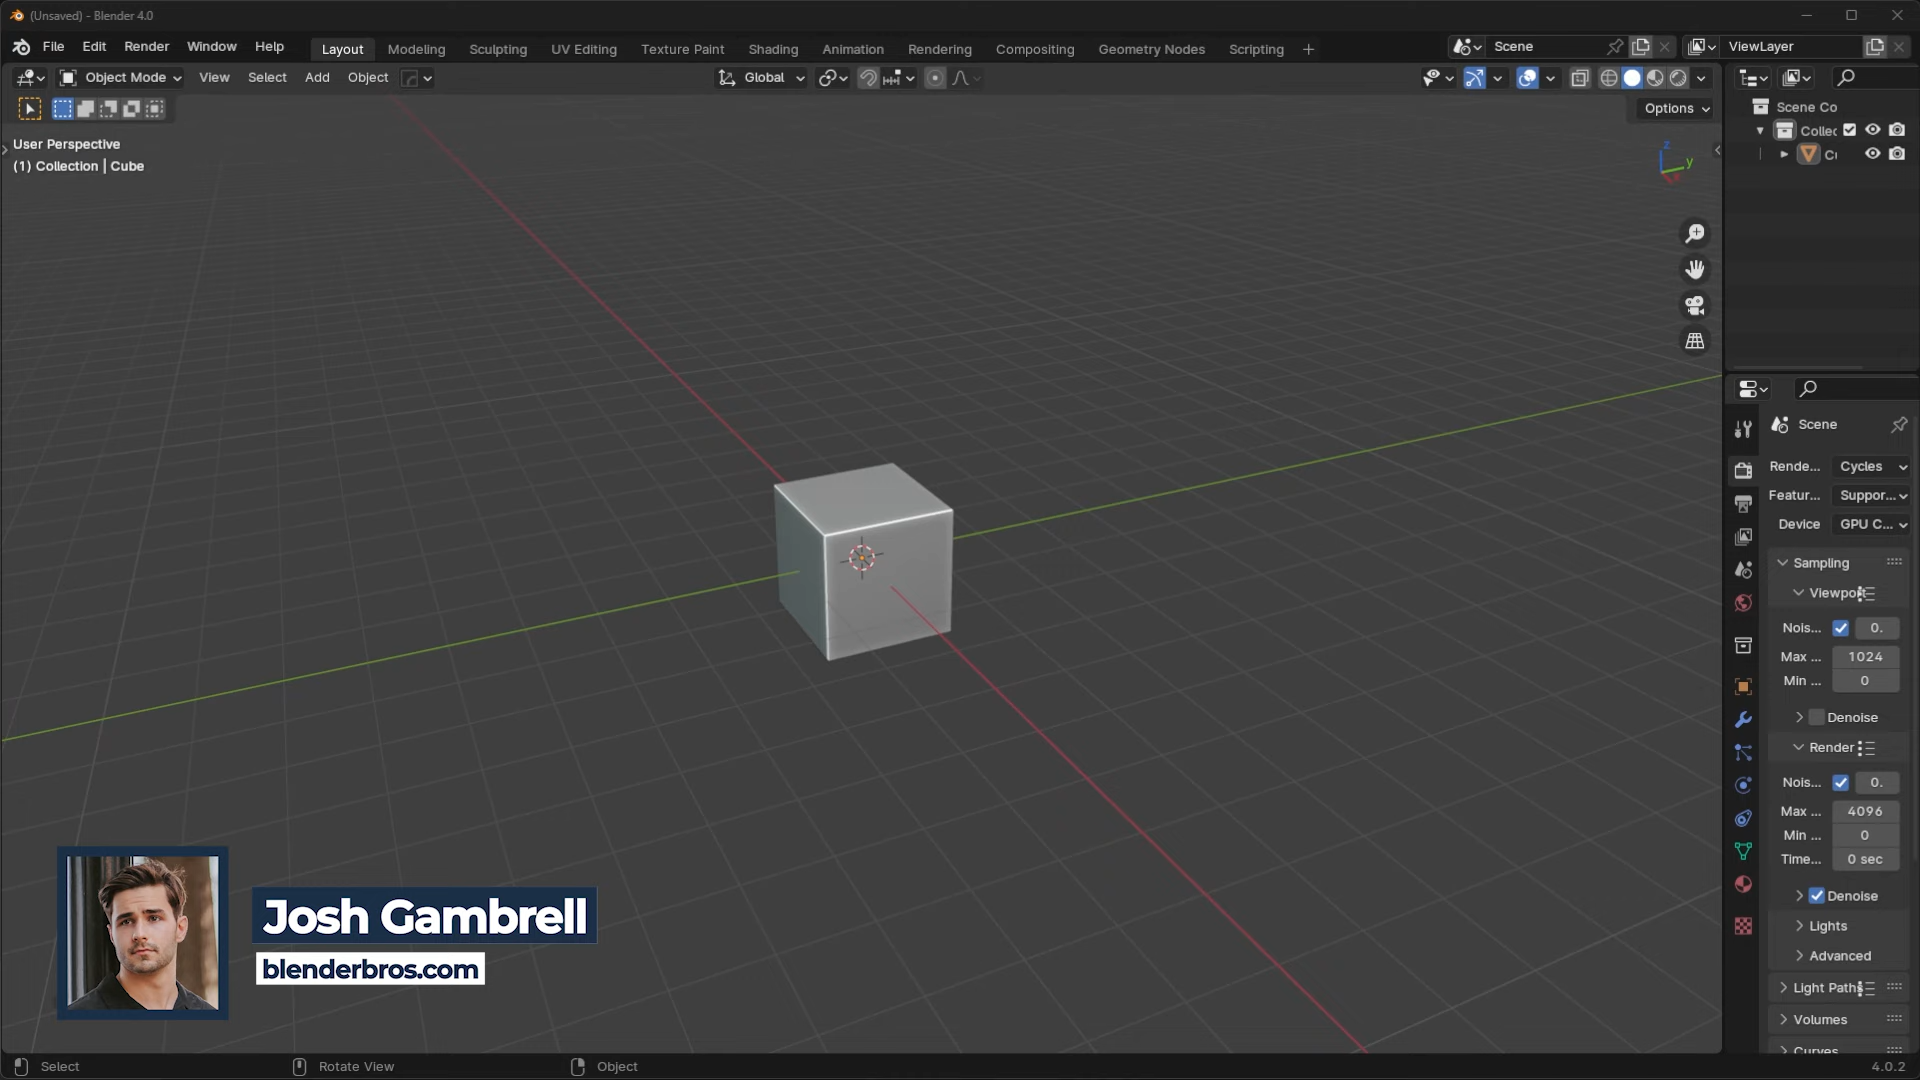 (Unsaved) - Blender 4.0
File Edit Render Window Help
Layout Modeling Sculpting UV Editing Texture Paint Shading Animation Rendering Compositing Geometry Nodes Scripting +
Scene
ViewLayer
Object Mode View Select Add Object
Global
Options
User Perspective
(1) Collection | Cube
z
y
Scene Co
Collec
Cu
Scene
Rende... Cycles
Featur... Suppor...
Device GPU C...
Sampling
Viewport
Nois... 0.
Max ... 1024
Min ... 0
Denoise
Render
Nois... 0.
Max ... 4096
Min ... 0
Time... 0 sec
Denoise
Lights
Advanced
Light Paths
Volumes
Curves
Josh Gambrell
blenderbros.com
Select
Rotate View
Object
4.0.2